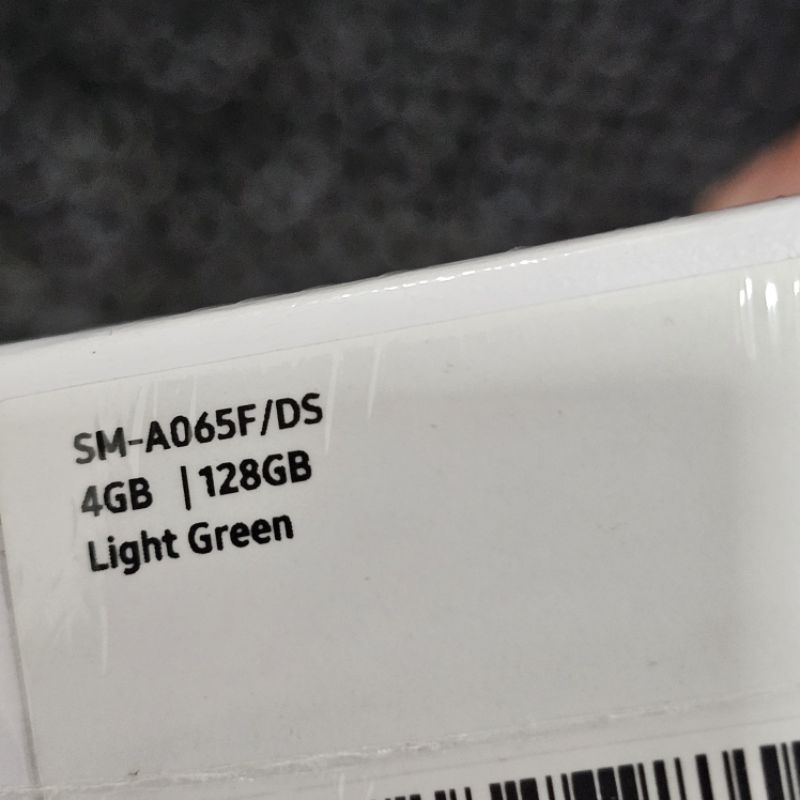 SM-A065F/DS
4GB | 128GB
Light Green